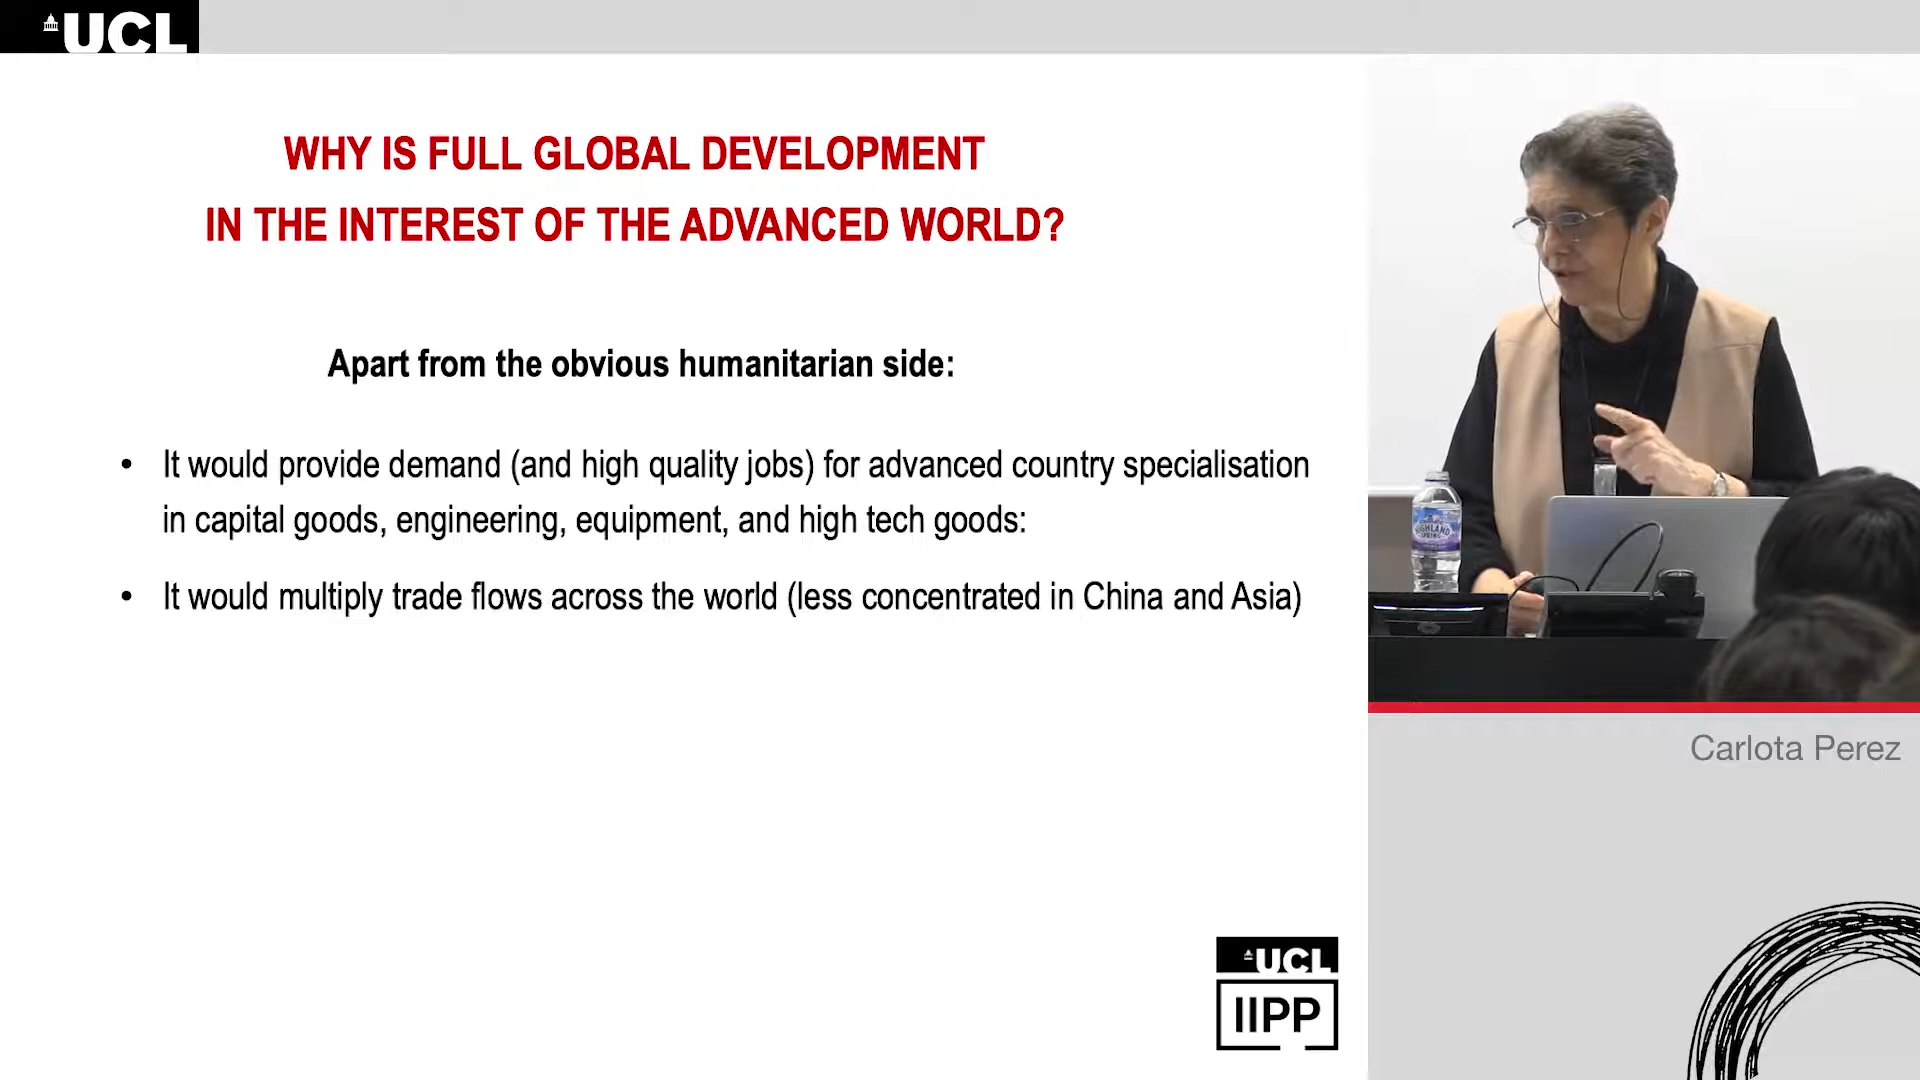 UCL
WHY IS FULL GLOBAL DEVELOPMENT
IN THE INTEREST OF THE ADVANCED WORLD?
Apart from the obvious humanitarian side:
• It would provide demand (and high quality jobs) for advanced country specialisation
in capital goods, engineering, equipment, and high tech goods:
• It would multiply trade flows across the world (less concentrated in China and Asia)
HIGHLAND
SPRING
Carlota Perez
UCL
IIPP